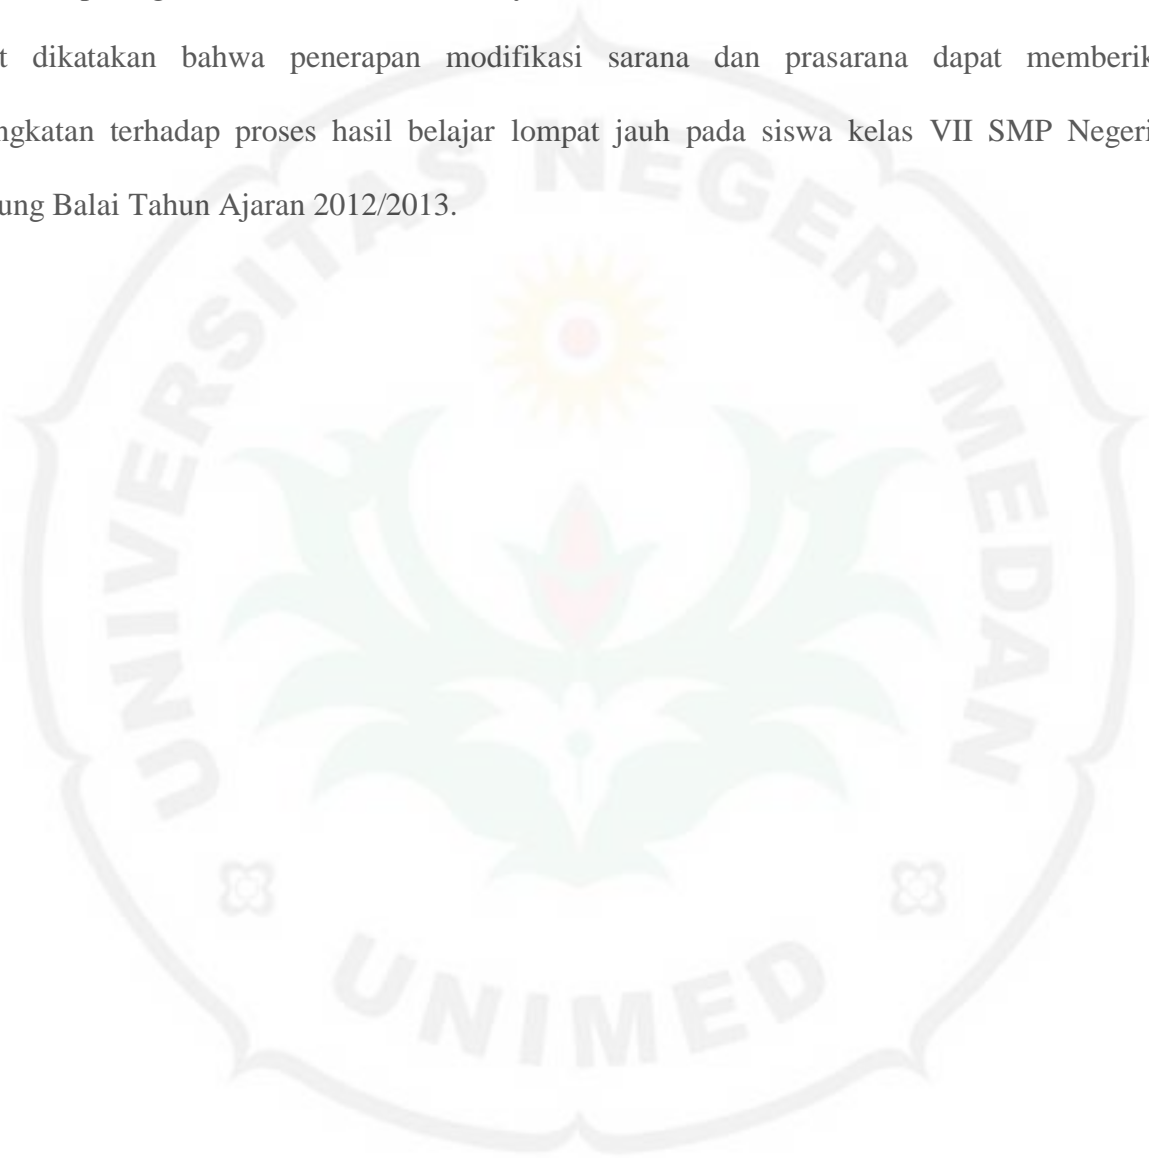 t dikatakan bahwa penerapan modifikasi sarana dan prasarana dapat memberik
ngkatan terhadap proses hasil belajar lompat jauh pada siswa kelas VII SMP Negeri
ung Balai Tahun Ajaran 2012/2013.
UNIVERSITAS NEGERI MEDAN
UNIMED